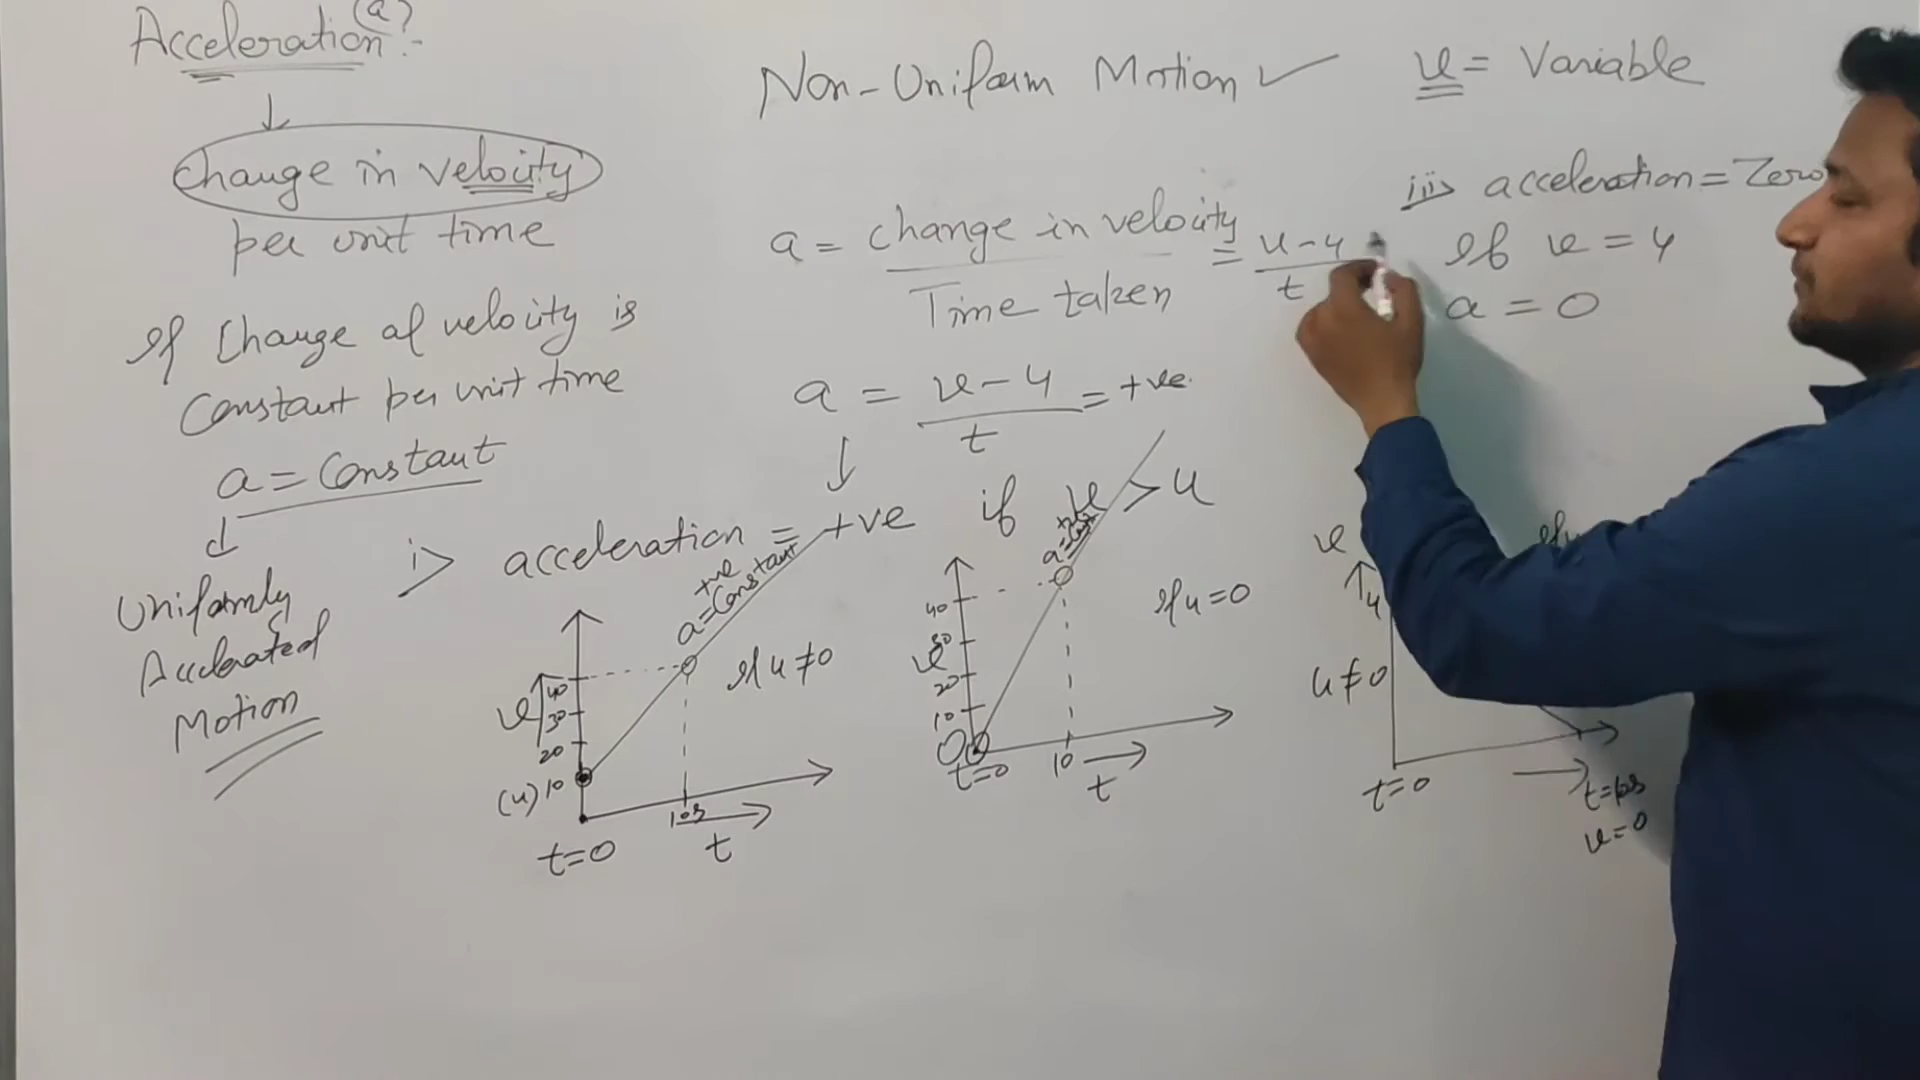 Acceleration (a) :-
↓
Change in velocity
per unit time
If Change of velocity is
Constant per unit time
a = Constant
↓
Uniformly
Acclerated
Motion
Non-Uniform Motion ✓ v = Variable
a = change in velocity / Time taken = u-u / t
a = v-u / t = +ve
↓
i> acceleration = +ve if v > u
iii> acceleration = Zero
If v = u
a = 0
+ve
a = Constant
If u ≠ 0
v
40
30
20
(u) 10
10s
t=0
t
+ve
a = Const
If u = 0
40
30
v
20
10
0
t=0
10
t
v
u
u ≠ 0
t=0
t=10s
v=0